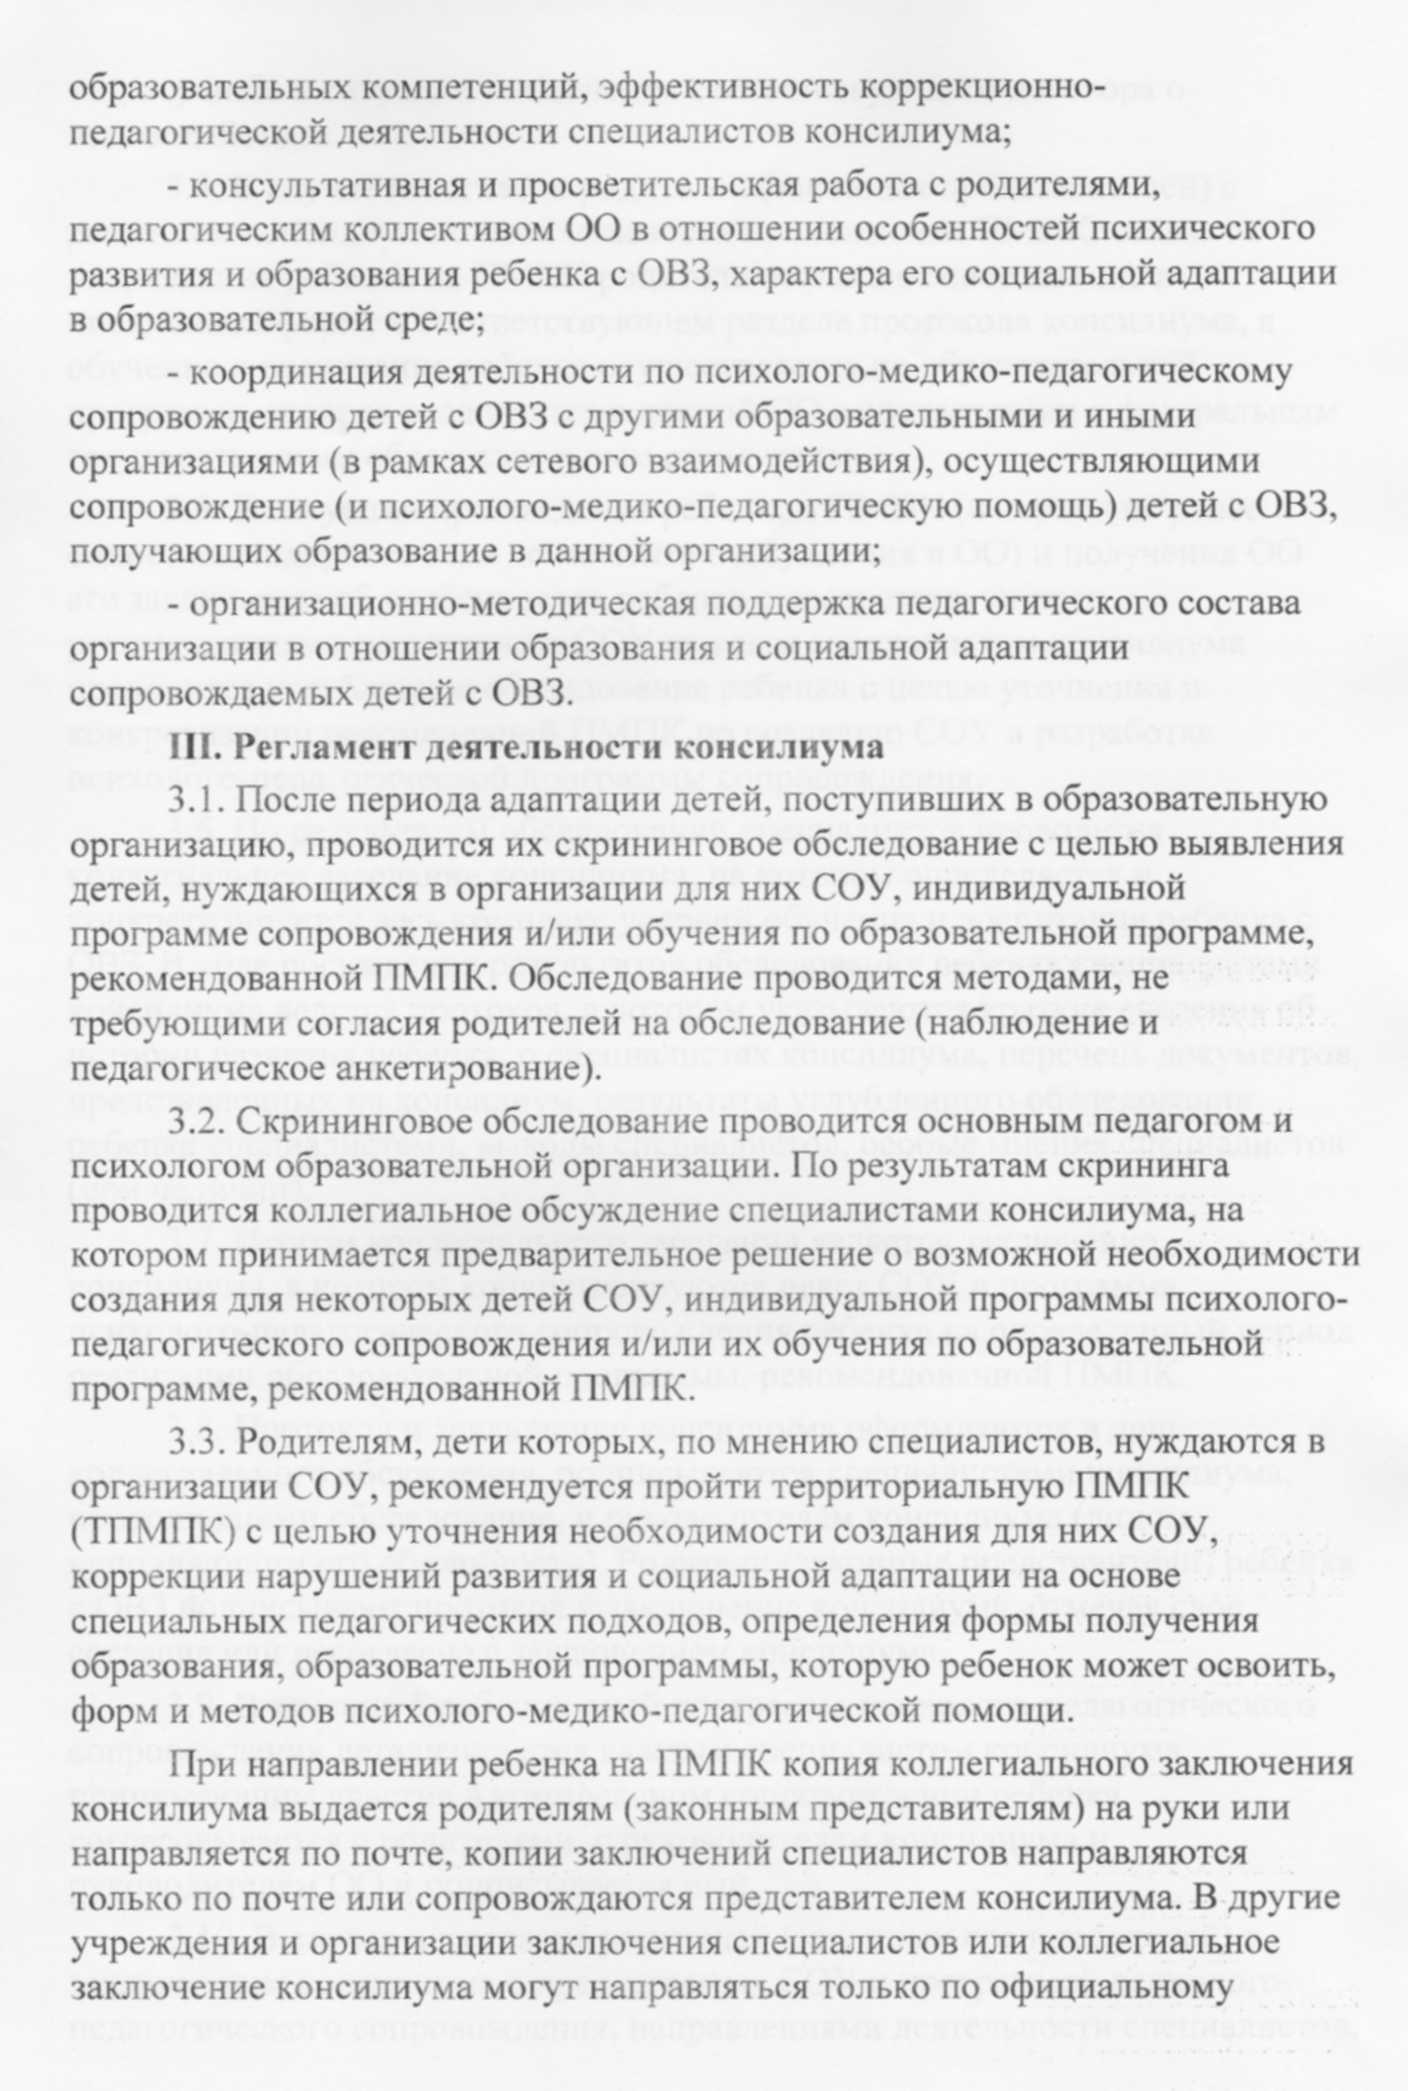 образовательных компетенций, эффективность коррекционно-
педагогической деятельности специалистов консилиума;
- консультативная и просветительская работа с родителями,
педагогическим коллективом ОО в отношении особенностей психического
развития и образования ребенка с ОВЗ, характера его социальной адаптации
в образовательной среде;
- координация деятельности по психолого-медико-педагогическому
сопровождению детей с ОВЗ с другими образовательными и иными
организациями (в рамках сетевого взаимодействия), осуществляющими
сопровождение (и психолого-медико-педагогическую помощь) детей с ОВЗ,
получающих образование в данной организации;
- организационно-методическая поддержка педагогического состава
организации в отношении образования и социальной адаптации
сопровождаемых детей с ОВЗ.
III. Регламент деятельности консилиума
3.1. После периода адаптации детей, поступивших в образовательную
организацию, проводится их скрининговое обследование с целью выявления
детей, нуждающихся в организации для них СОУ, индивидуальной
программе сопровождения и/или обучения по образовательной программе,
рекомендованной ПМПК. Обследование проводится методами, не
требующими согласия родителей на обследование (наблюдение и
педагогическое анкетирование).
3.2. Скрининговое обследование проводится основным педагогом и
психологом образовательной организации. По результатам скрининга
проводится коллегиальное обсуждение специалистами консилиума, на
котором принимается предварительное решение о возможной необходимости
создания для некоторых детей СОУ, индивидуальной программы психолого-
педагогического сопровождения и/или их обучения по образовательной
программе, рекомендованной ПМПК.
3.3. Родителям, дети которых, по мнению специалистов, нуждаются в
организации СОУ, рекомендуется пройти территориальную ПМПК
(ТПМПК) с целью уточнения необходимости создания для них СОУ,
коррекции нарушений развития и социальной адаптации на основе
специальных педагогических подходов, определения формы получения
образования, образовательной программы, которую ребенок может освоить,
форм и методов психолого-медико-педагогической помощи.
При направлении ребенка на ПМПК копия коллегиального заключения
консилиума выдается родителям (законным представителям) на руки или
направляется по почте, копии заключений специалистов направляются
только по почте или сопровождаются представителем консилиума. В другие
учреждения и организации заключения специалистов или коллегиальное
заключение консилиума могут направляться только по официальному